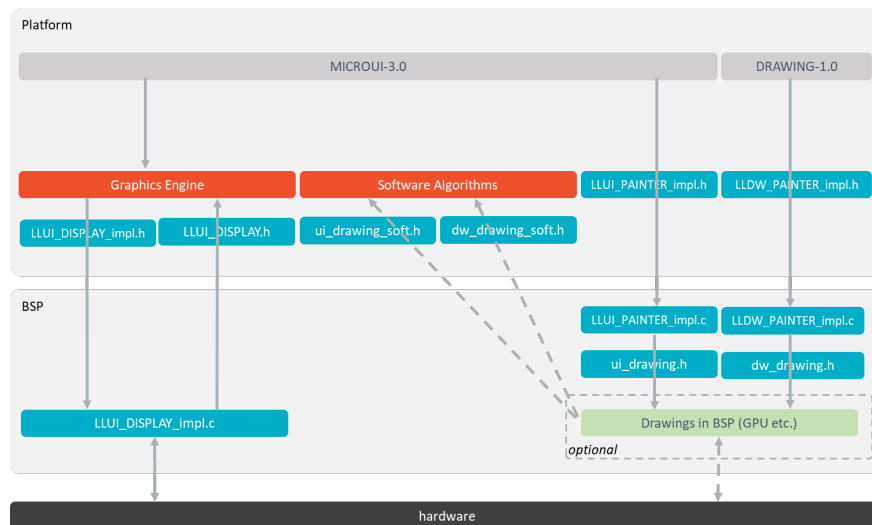 Platform
MICROUI-3.0
DRAWING-1.0
Graphics Engine
Software Algorithms
LLUI_PAINTER_impl.h
LLDW_PAINTER_impl.h
LLUI_DISPLAY_impl.h
LLUI_DISPLAY.h
ui_drawing_soft.h
dw_drawing_soft.h
BSP
LLUI_PAINTER_impl.c
LLDW_PAINTER_impl.c
ui_drawing.h
dw_drawing.h
LLUI_DISPLAY_impl.c
Drawings in BSP (GPU etc.)
optional
hardware